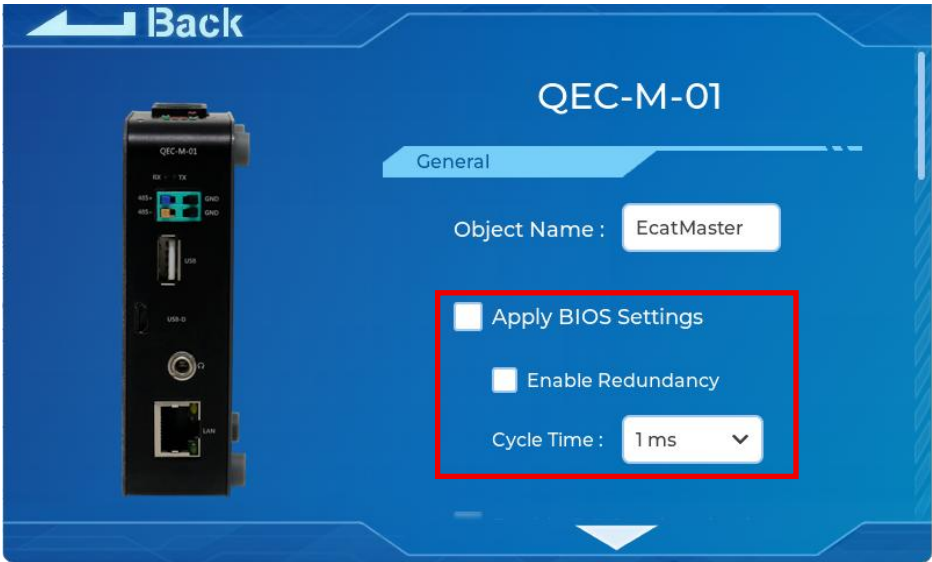 Back
QEC-M-01
QEC-M-01
RX TX
485+ GND
485- GND
USB
USB-D
LAN
General
Object Name : EcatMaster
Apply BIOS Settings
Enable Redundancy
Cycle Time : 1 ms